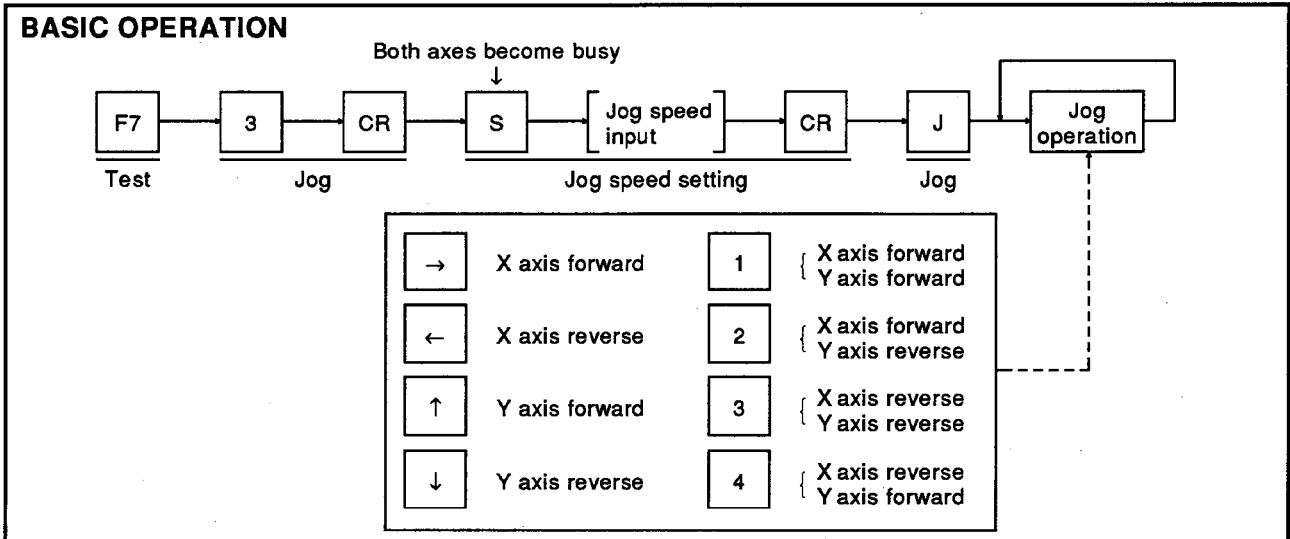 BASIC OPERATION
Both axes become busy
↓
F7 3 CR S [Jog speed input] CR J Jog operation
Test Jog Jog speed setting Jog
→ X axis forward 1 { X axis forward
Y axis forward
← X axis reverse 2 { X axis forward
Y axis reverse
↑ Y axis forward 3 { X axis reverse
Y axis reverse
↓ Y axis reverse 4 { X axis reverse
Y axis forward